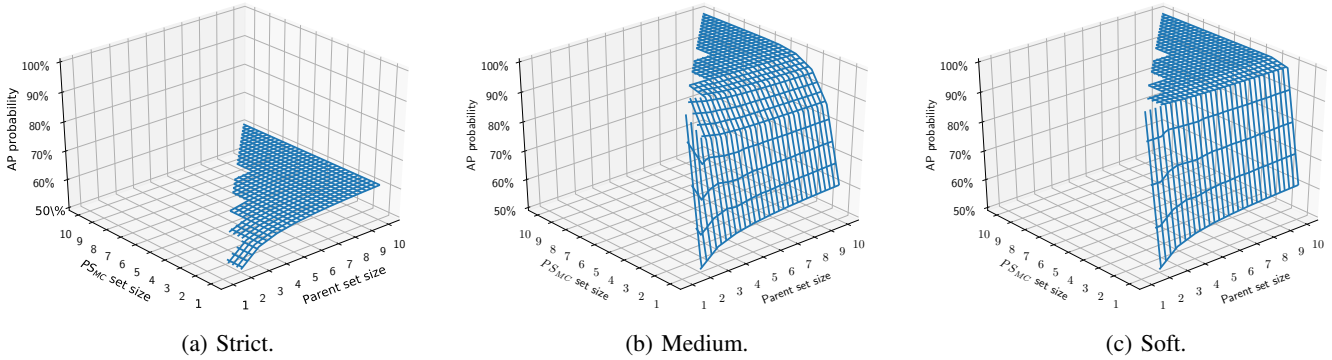 100%
90%
80%
70%
60%
50\%
AP probability
10 9 8 7 6 5 4 3 2 1
PS_MC set size
1 2 3 4 5 6 7 8 9 10
Parent set size
(a) Strict.
100%
90%
80%
70%
60%
50%
AP probability
10 9 8 7 6 5 4 3 2 1
PS_MC set size
1 2 3 4 5 6 7 8 9 10
Parent set size
(b) Medium.
100%
90%
80%
70%
60%
50%
AP probability
10 9 8 7 6 5 4 3 2 1
PS_MC set size
1 2 3 4 5 6 7 8 9 10
Parent set size
(c) Soft.